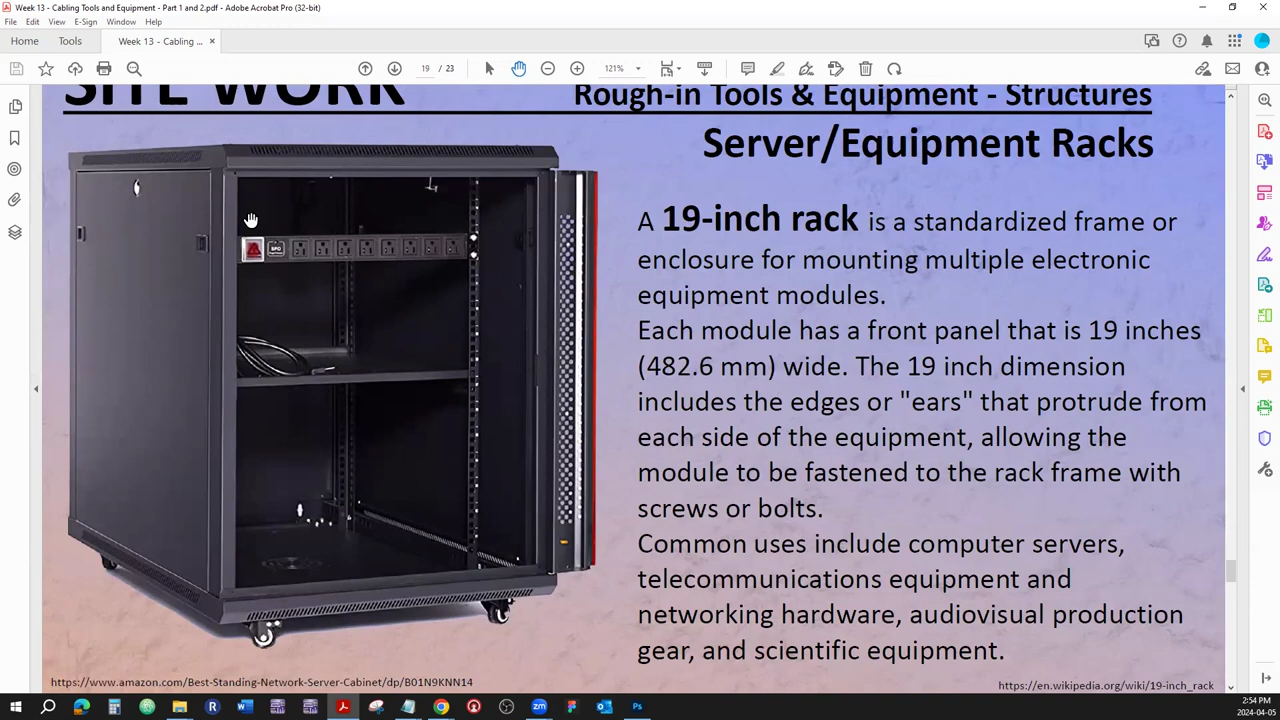 Week 13 - Cabling Tools and Equipment - Part 1 and 2.pdf - Adobe Acrobat Pro (32-bit)
File Edit View E-Sign Window Help
Home Tools Week 13 - Cabling ... ×
19 / 23 121%
SITE WORK
Rough-in Tools & Equipment - Structures
Server/Equipment Racks
A 19-inch rack is a standardized frame or
enclosure for mounting multiple electronic
equipment modules.
Each module has a front panel that is 19 inches
(482.6 mm) wide. The 19 inch dimension
includes the edges or "ears" that protrude from
each side of the equipment, allowing the
module to be fastened to the rack frame with
screws or bolts.
Common uses include computer servers,
telecommunications equipment and
networking hardware, audiovisual production
gear, and scientific equipment.
https://www.amazon.com/Best-Standing-Network-Server-Cabinet/dp/B01N9KNN14
https://en.wikipedia.org/wiki/19-inch_rack
2:54 PM
2024-04-05